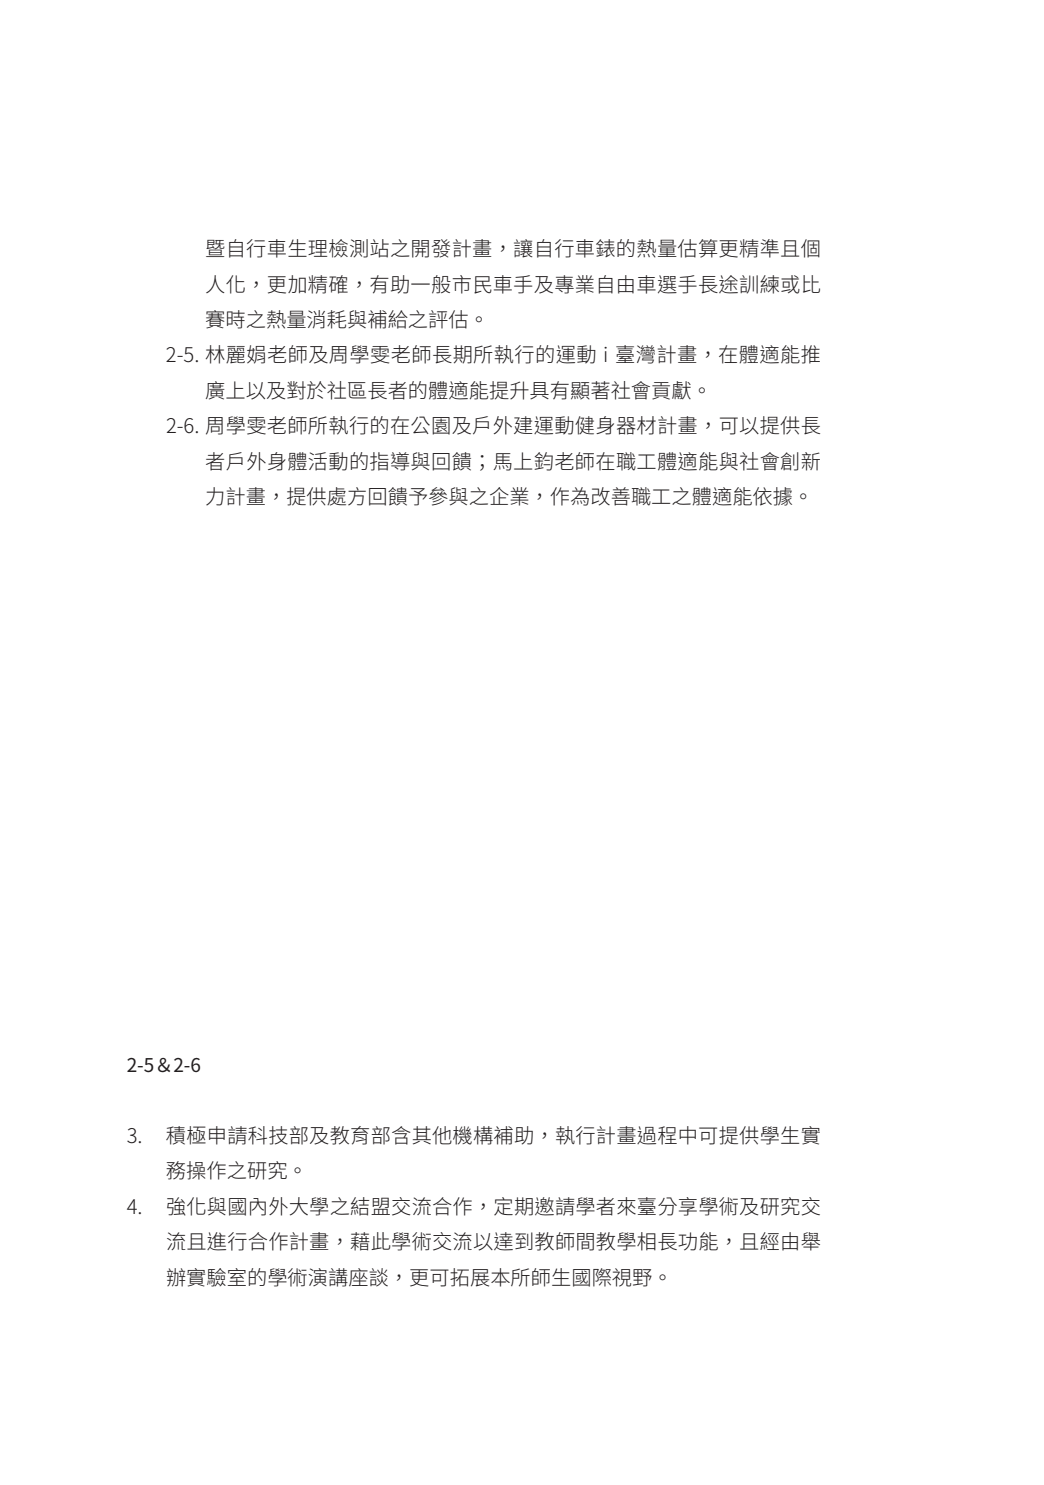 暨自行車生理檢測站之開發計畫，讓自行車錶的熱量估算更精準且個
人化，更加精確，有助一般市民車手及專業自由車選手長途訓練或比
賽時之熱量消耗與補給之評估。
2-5. 林麗娟老師及周學雯老師長期所執行的運動 i 臺灣計畫，在體適能推
廣上以及對於社區長者的體適能提升具有顯著社會貢獻。
2-6. 周學雯老師所執行的在公園及戶外建運動健身器材計畫，可以提供長
者戶外身體活動的指導與回饋；馬上鈞老師在職工體適能與社會創新
力計畫，提供處方回饋予參與之企業，作為改善職工之體適能依據。
2-5＆2-6
3. 積極申請科技部及教育部含其他機構補助，執行計畫過程中可提供學生實
務操作之研究。
4. 強化與國內外大學之結盟交流合作，定期邀請學者來臺分享學術及研究交
流且進行合作計畫，藉此學術交流以達到教師間教學相長功能，且經由舉
辦實驗室的學術演講座談，更可拓展本所師生國際視野。